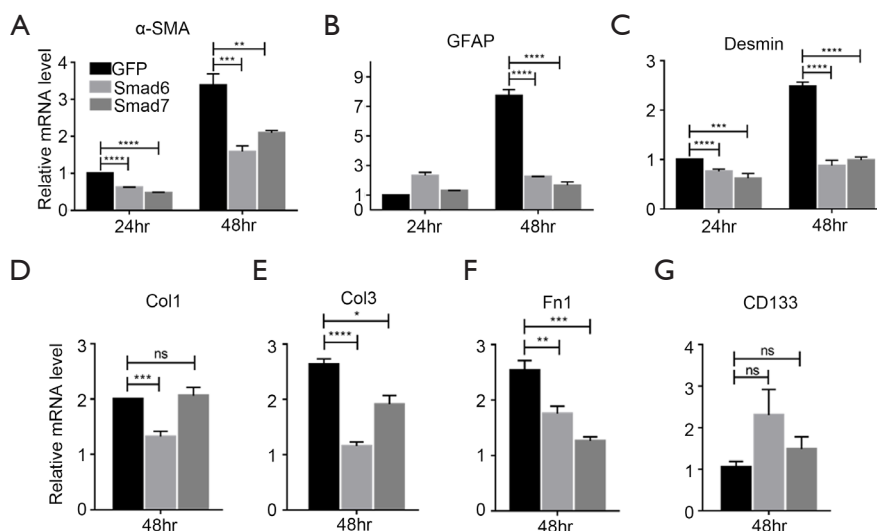 A
α-SMA
Relative mRNA level
4
3
2
1
0
GFP
Smad6
Smad7
****
****
***
**
24hr
48hr
B
GFAP
9
7
5
3
1
0
****
****
24hr
48hr
C
Desmin
3
2
1
0
****
***
****
****
24hr
48hr
D
Col1
Relative mRNA level
3
2
1
0
ns
***
48hr
E
Col3
3
2
1
0
*
****
48hr
F
Fn1
3
2
1
0
***
**
48hr
G
CD133
4
3
2
1
0
ns
ns
48hr